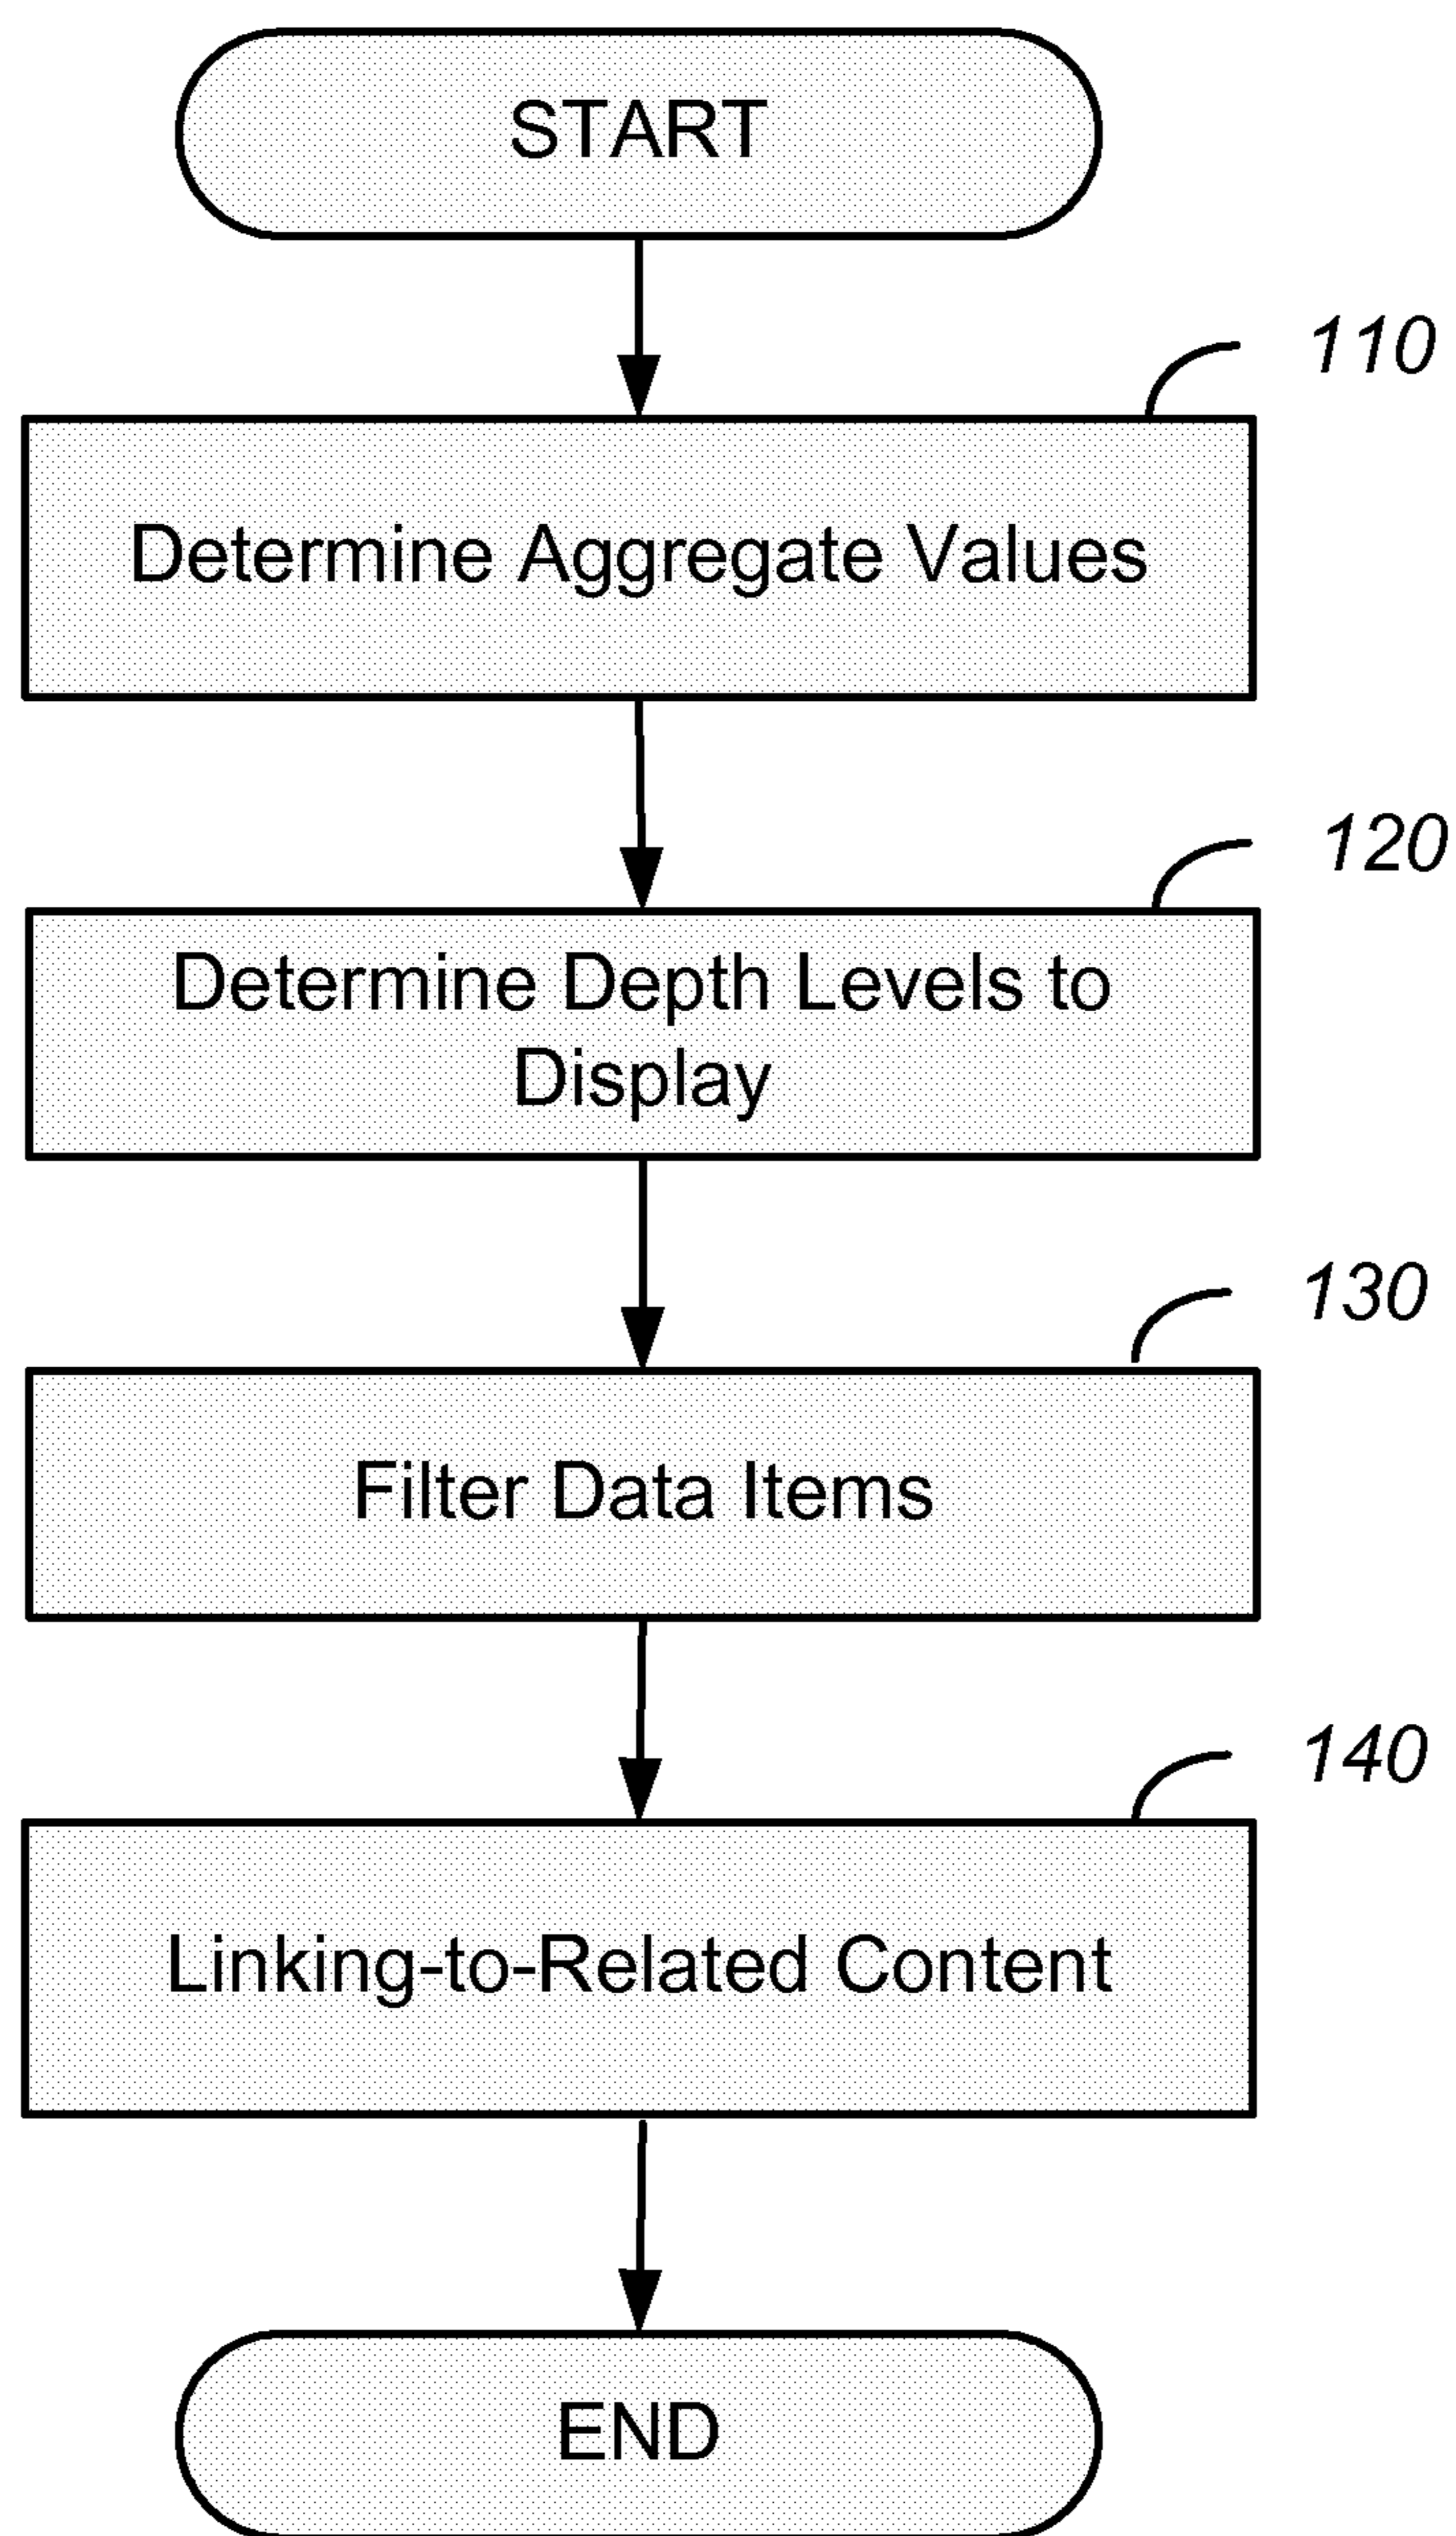 START
110
Determine Aggregate Values
120
Determine Depth Levels to
Display
130
Filter Data Items
140
Linking-to-Related Content
END